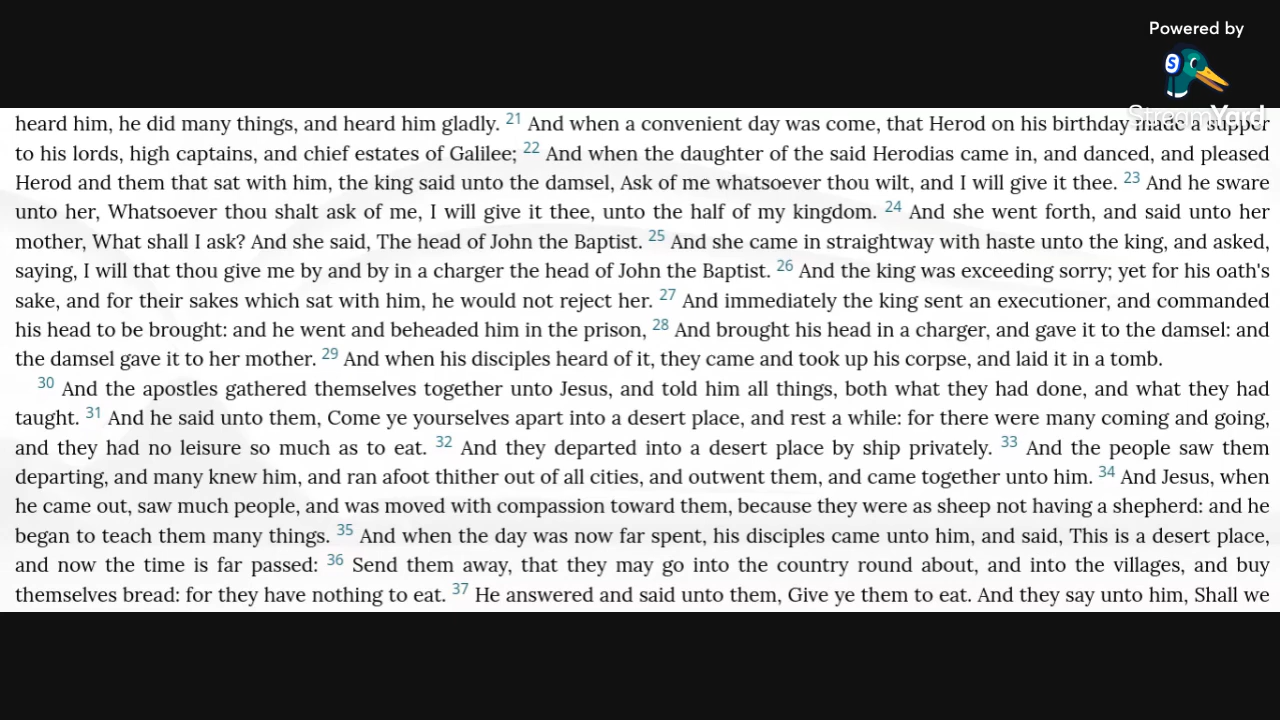 Powered by
StreamYard
heard him, he did many things, and heard him gladly. 21 And when a convenient day was come, that Herod on his birthday made a supper
to his lords, high captains, and chief estates of Galilee; 22 And when the daughter of the said Herodias came in, and danced, and pleased
Herod and them that sat with him, the king said unto the damsel, Ask of me whatsoever thou wilt, and I will give it thee. 23 And he sware
unto her, Whatsoever thou shalt ask of me, I will give it thee, unto the half of my kingdom. 24 And she went forth, and said unto her
mother, What shall I ask? And she said, The head of John the Baptist. 25 And she came in straightway with haste unto the king, and asked,
saying, I will that thou give me by and by in a charger the head of John the Baptist. 26 And the king was exceeding sorry; yet for his oath's
sake, and for their sakes which sat with him, he would not reject her. 27 And immediately the king sent an executioner, and commanded
his head to be brought: and he went and beheaded him in the prison, 28 And brought his head in a charger, and gave it to the damsel: and
the damsel gave it to her mother. 29 And when his disciples heard of it, they came and took up his corpse, and laid it in a tomb.
30 And the apostles gathered themselves together unto Jesus, and told him all things, both what they had done, and what they had
taught. 31 And he said unto them, Come ye yourselves apart into a desert place, and rest a while: for there were many coming and going,
and they had no leisure so much as to eat. 32 And they departed into a desert place by ship privately. 33 And the people saw them
departing, and many knew him, and ran afoot thither out of all cities, and outwent them, and came together unto him. 34 And Jesus, when
he came out, saw much people, and was moved with compassion toward them, because they were as sheep not having a shepherd: and he
began to teach them many things. 35 And when the day was now far spent, his disciples came unto him, and said, This is a desert place,
and now the time is far passed: 36 Send them away, that they may go into the country round about, and into the villages, and buy
themselves bread: for they have nothing to eat. 37 He answered and said unto them, Give ye them to eat. And they say unto him, Shall we